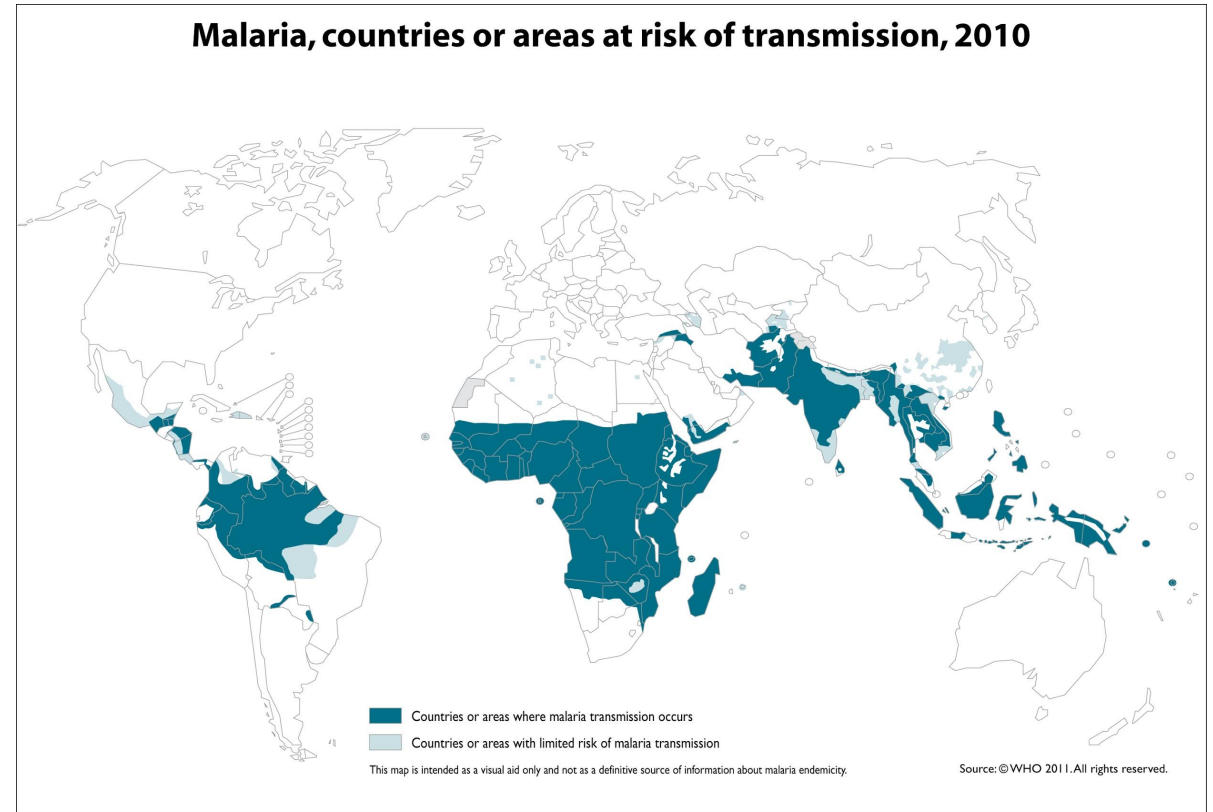 Malaria, countries or areas at risk of transmission, 2010
Countries or areas where malaria transmission occurs
Countries or areas with limited risk of malaria transmission
This map is intended as a visual aid only and not as a definitive source of information about malaria endemicity.
Source: © WHO 2011. All rights reserved.